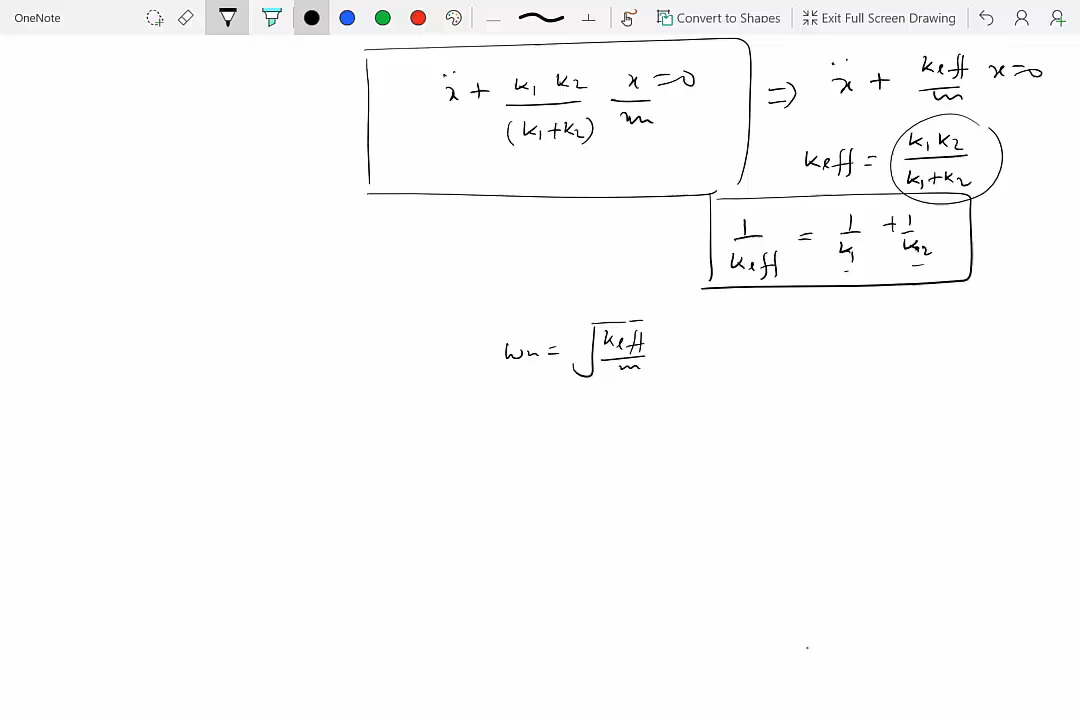 OneNote
Convert to Shapes
Exit Full Screen Drawing
ẍ + k₁ k₂ / (k₁+k₂) x/m =0 ⇒ ẍ + keff/m x=0
keff = k₁ k₂ / k₁+k₂
1/keff = 1/k₁ + 1/k₂
wn = √keff/m